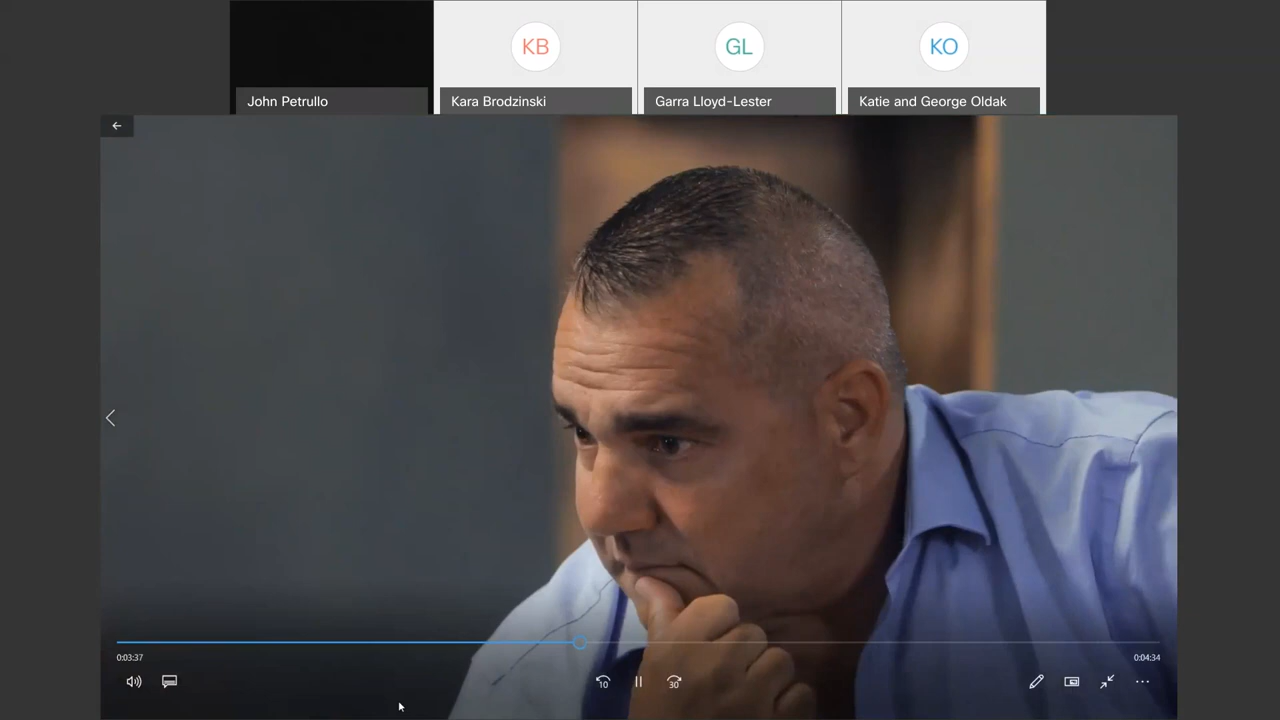 KB
GL
KO
John Petrullo
Kara Brodzinski
Garra Lloyd-Lester
Katie and George Oldak
0:03:37
0:04:34
10
30